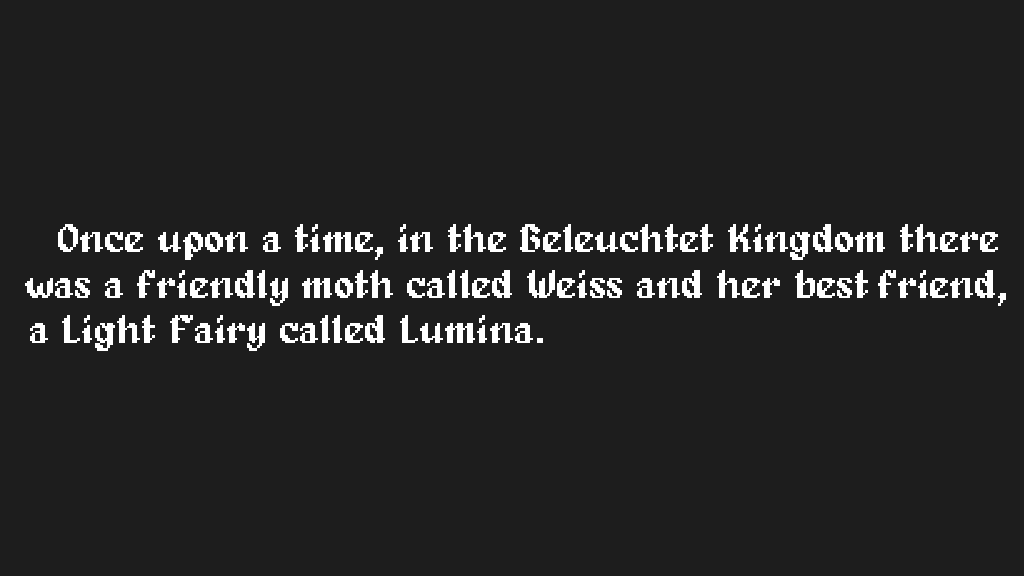 Once upon a time, in the Beleuchtet Kingdom there
was a friendly moth called Weiss and her best friend,
a Light Fairy called Lumina.